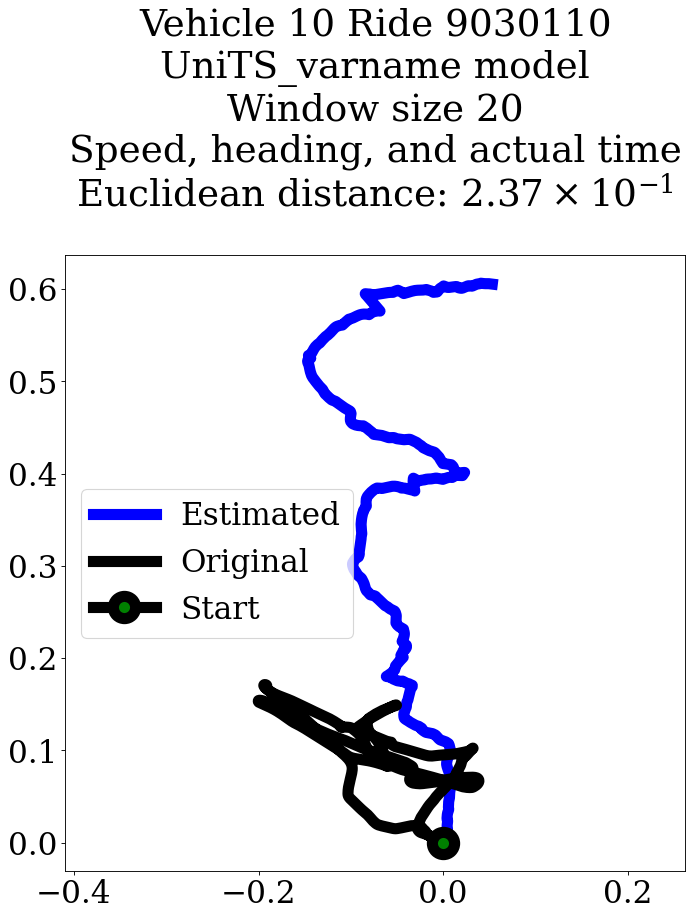 Vehicle 10 Ride 9030110
UniTS_varname model
Window size 20
Speed, heading, and actual time
Euclidean distance: 2.37 × 10⁻¹
0.6
0.5
0.4
0.3
0.2
0.1
0.0
Estimated
Original
Start
−0.4
−0.2
0.0
0.2